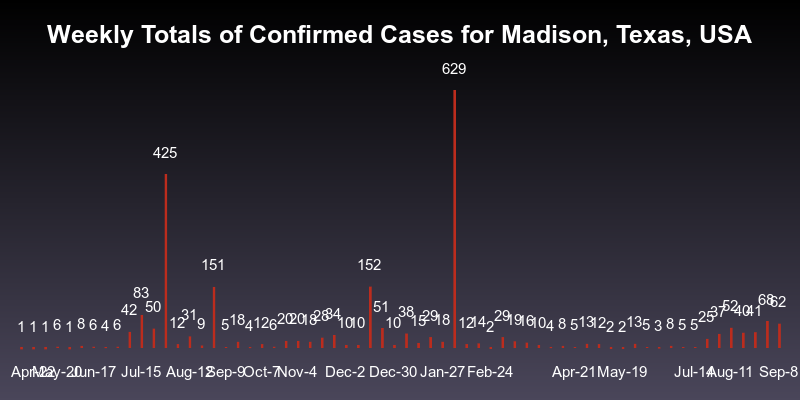 Weekly Totals of Confirmed Cases for Madison, Texas, USA
629
425
151 152
83
42 50 51
1 1 1 6 1 8 6 4 6 12 31 9 5 18 4 12 6 20 20 18 28 34 10 10 10 38 15 29 18 12 14 2 29 19 16 10 4 8 5 13 12 2 2 13 5 3 8 5 5 25 37 52 40 41 68 62
Apr-22 May-20 Jun-17 Jul-15 Aug-12 Sep-9 Oct-7 Nov-4 Dec-2 Dec-30 Jan-27 Feb-24 Apr-21 May-19 Jul-14 Aug-11 Sep-8